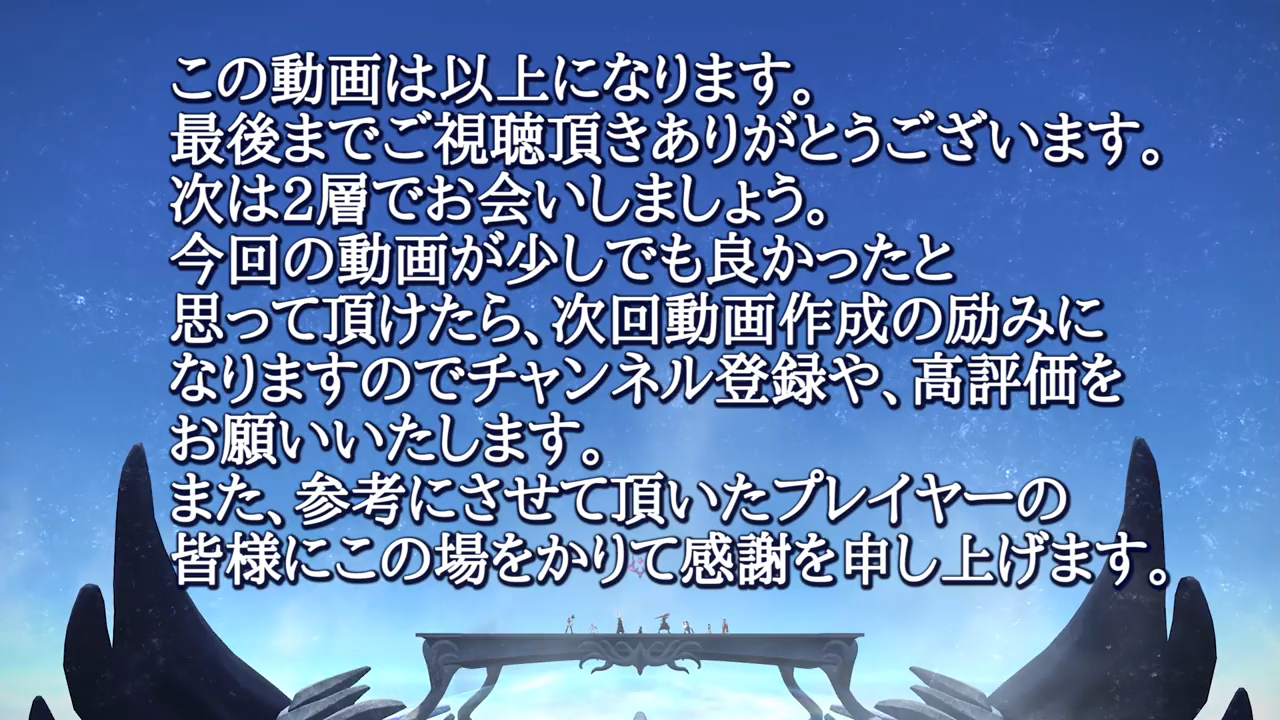 この動画は以上になります。
最後までご視聴頂きありがとうございます。
次は2層でお会いしましょう。
今回の動画が少しでも良かったと
思って頂けたら、次回動画作成の励みに
なりますのでチャンネル登録や、高評価を
お願いいたします。
また、参考にさせて頂いたプレイヤーの
皆様にこの場をかりて感謝を申し上げます。